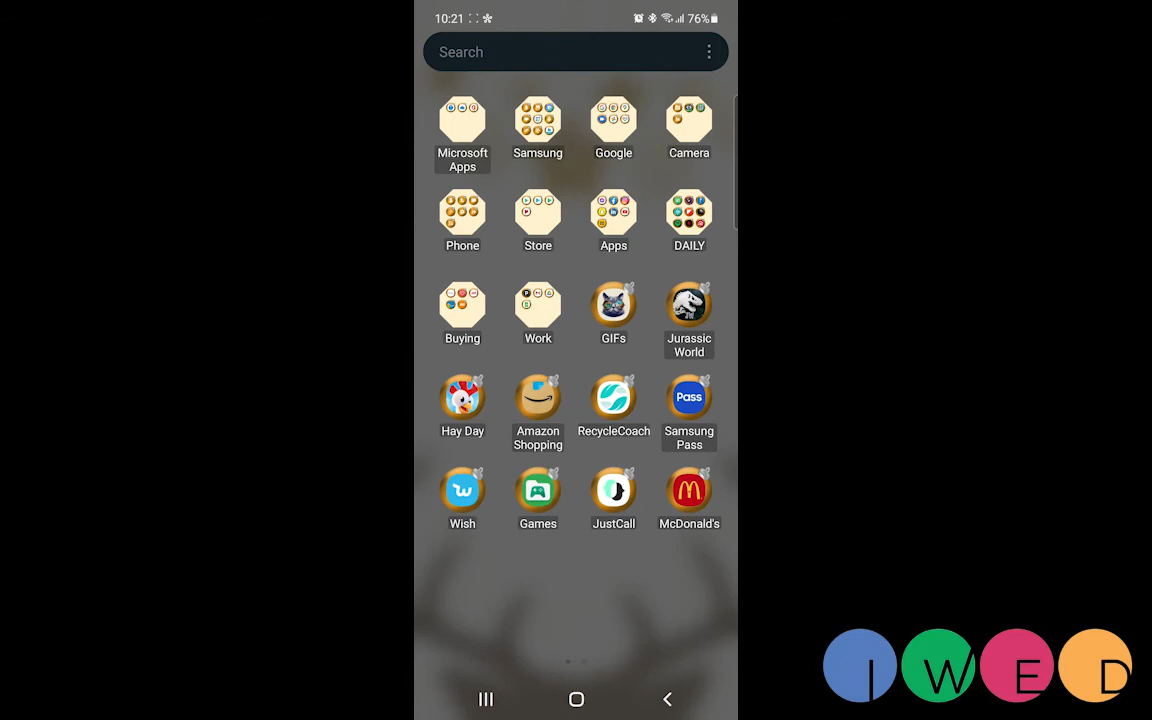 10:21
76%
Search
Microsoft Apps
Samsung
Google
Camera
Phone
Store
Apps
DAILY
Buying
Work
GIFs
Jurassic World
Hay Day
Amazon Shopping
RecycleCoach
Pass
Samsung Pass
Wish
Games
JustCall
McDonald's
I W E D